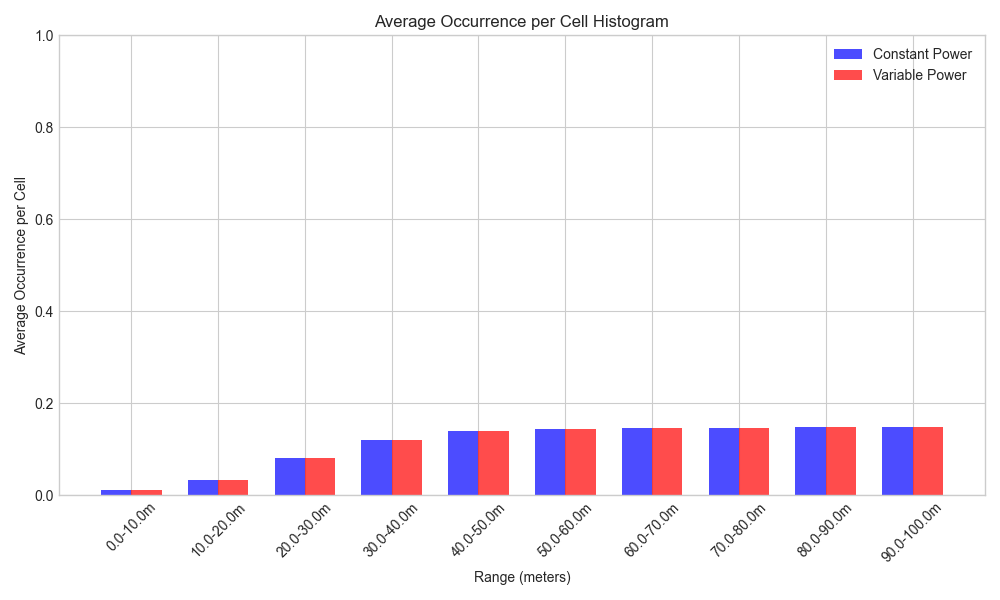 Average Occurrence per Cell Histogram
Constant Power
Variable Power
Average Occurrence per Cell
1.0
0.8
0.6
0.4
0.2
0.0
0.0-10.0m
10.0-20.0m
20.0-30.0m
30.0-40.0m
40.0-50.0m
50.0-60.0m
60.0-70.0m
70.0-80.0m
80.0-90.0m
90.0-100.0m
Range (meters)